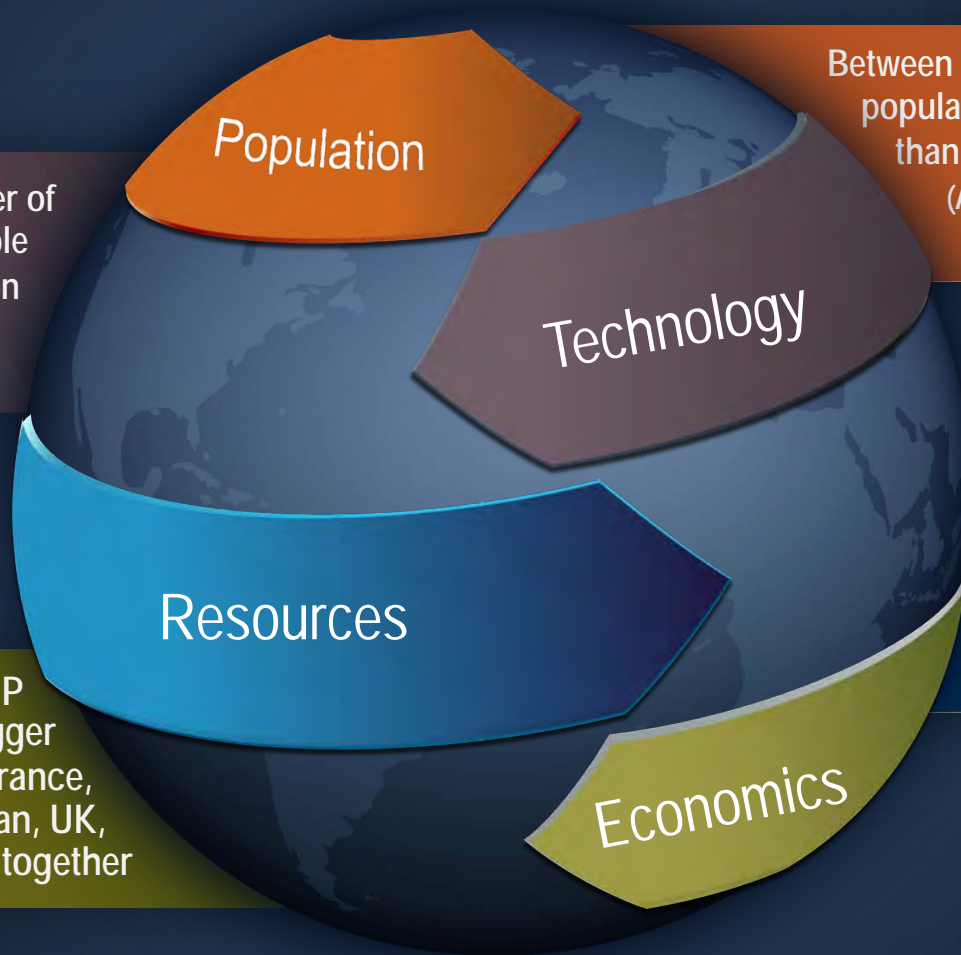 Population
Between
popula
than
(A
er of
ole
n
Technology
Resources
P
gger
rance,
an, UK,
together
Economics